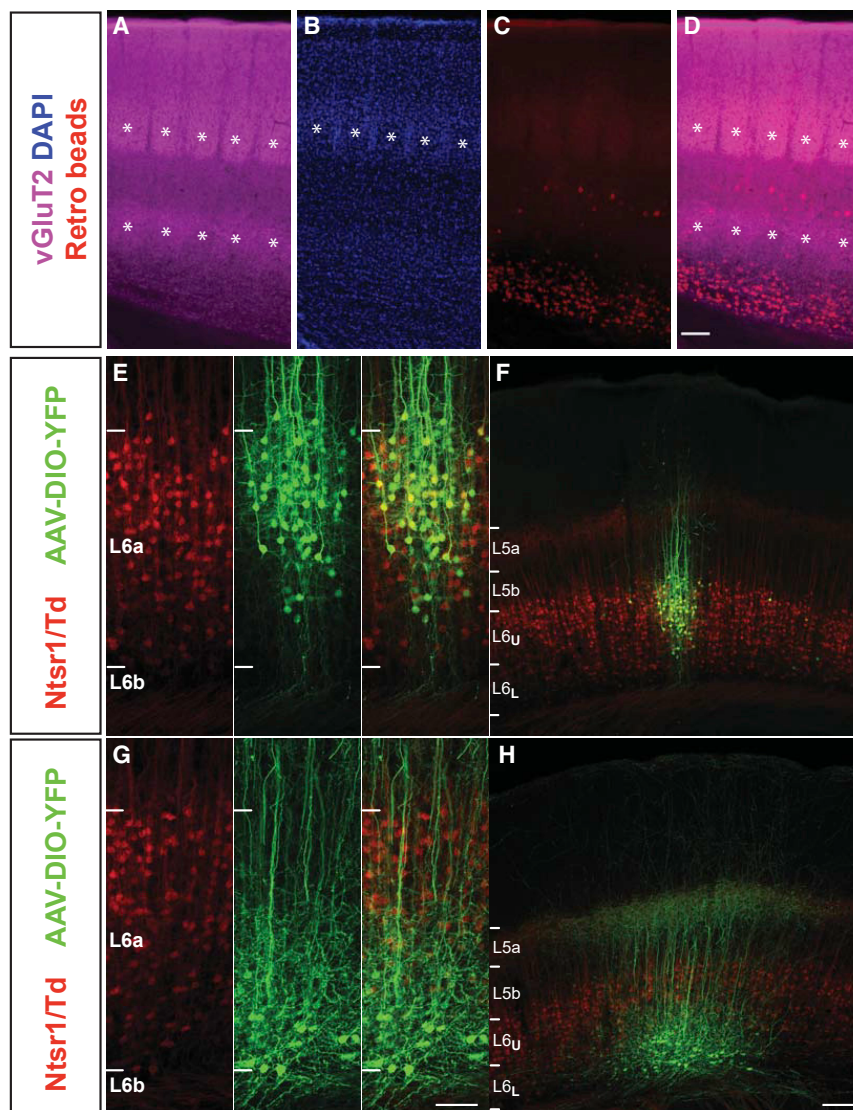 vGluT2 DAPI
Retro beads
A
B
C
D
* * * * *
* * * * *
* * * * *
* * * * *
* * * * *
Ntsr1/Td AAV-DIO-YFP
E
L6a
L6b
F
L5a
L5b
L6U
L6L
Ntsr1/Td AAV-DIO-YFP
G
L6a
L6b
H
L5a
L5b
L6U
L6L